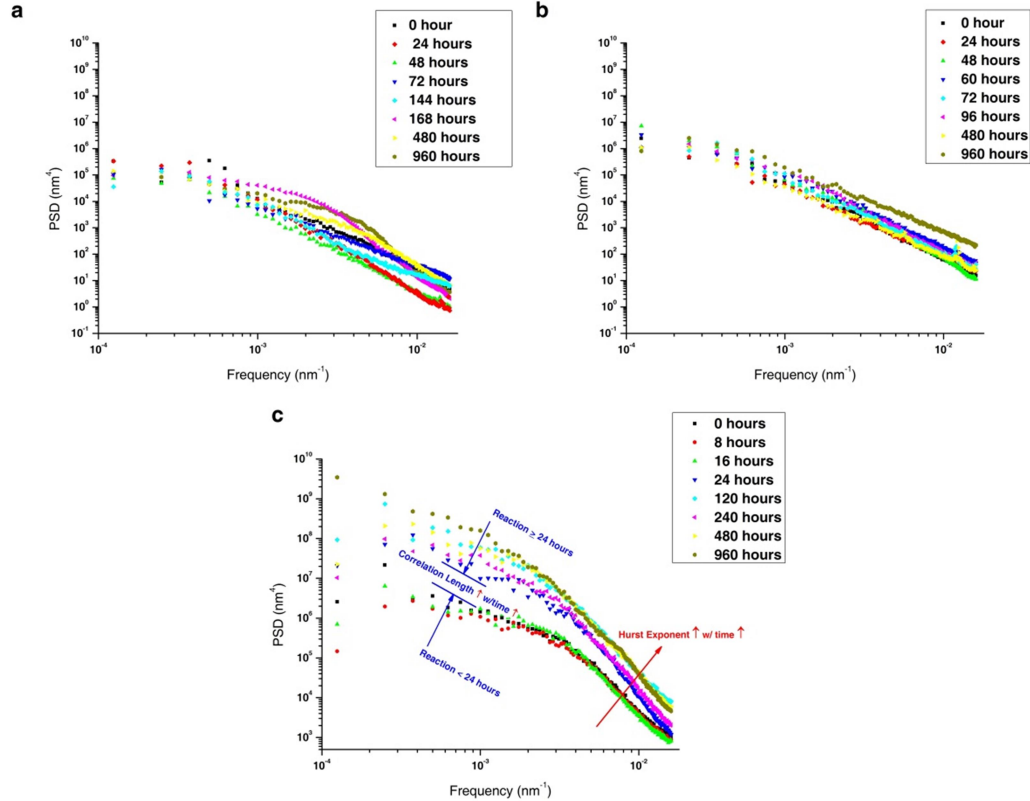 a
0 hour
24 hours
48 hours
72 hours
144 hours
168 hours
480 hours
960 hours
10^10
10^9
10^8
10^7
10^6
10^5
10^4
10^3
10^2
10^1
10^0
10^-1
PSD (nm^4)
10^-4
10^-3
10^-2
Frequency (nm^-1)
b
0 hour
24 hours
48 hours
60 hours
72 hours
96 hours
480 hours
960 hours
10^10
10^9
10^8
10^7
10^6
10^5
10^4
10^3
10^2
10^1
10^0
10^-1
PSD (nm^4)
10^-4
10^-3
10^-2
Frequency (nm^-1)
c
0 hours
8 hours
16 hours
24 hours
120 hours
240 hours
480 hours
960 hours
10^10
10^9
10^8
10^7
10^6
10^5
10^4
10^3
PSD (nm^4)
Reaction ≥ 24 hours
Correlation Length ↑ w/time ↑
Reaction < 24 hours
Hurst Exponent ↑ w/ time ↑
10^-4
10^-3
10^-2
Frequency (nm^-1)